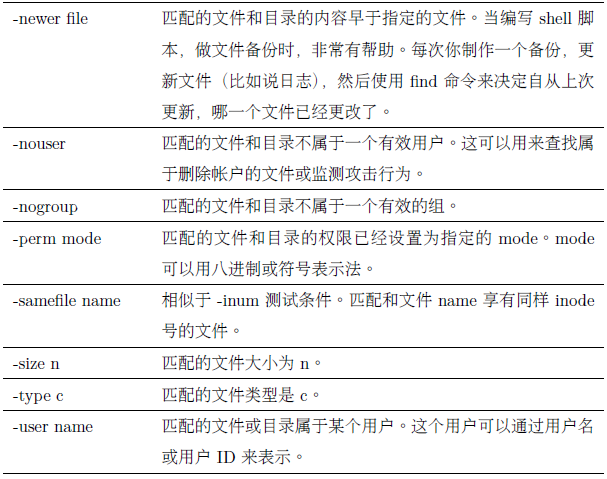 -newer file 匹配的文件和目录的内容早于指定的文件。当编写 shell 脚
本，做文件备份时，非常有帮助。每次你制作一个备份，更
新文件（比如说日志），然后使用 find 命令来决定自从上次
更新，哪一个文件已经更改了。
-nouser 匹配的文件和目录不属于一个有效用户。这可以用来查找属
于删除帐户的文件或监测攻击行为。
-nogroup 匹配的文件和目录不属于一个有效的组。
-perm mode 匹配的文件和目录的权限已经设置为指定的 mode。mode
可以用八进制或符号表示法。
-samefile name 相似于 -inum 测试条件。匹配和文件 name 享有同样 inode
号的文件。
-size n 匹配的文件大小为 n。
-type c 匹配的文件类型是 c。
-user name 匹配的文件或目录属于某个用户。这个用户可以通过用户名
或用户 ID 来表示。